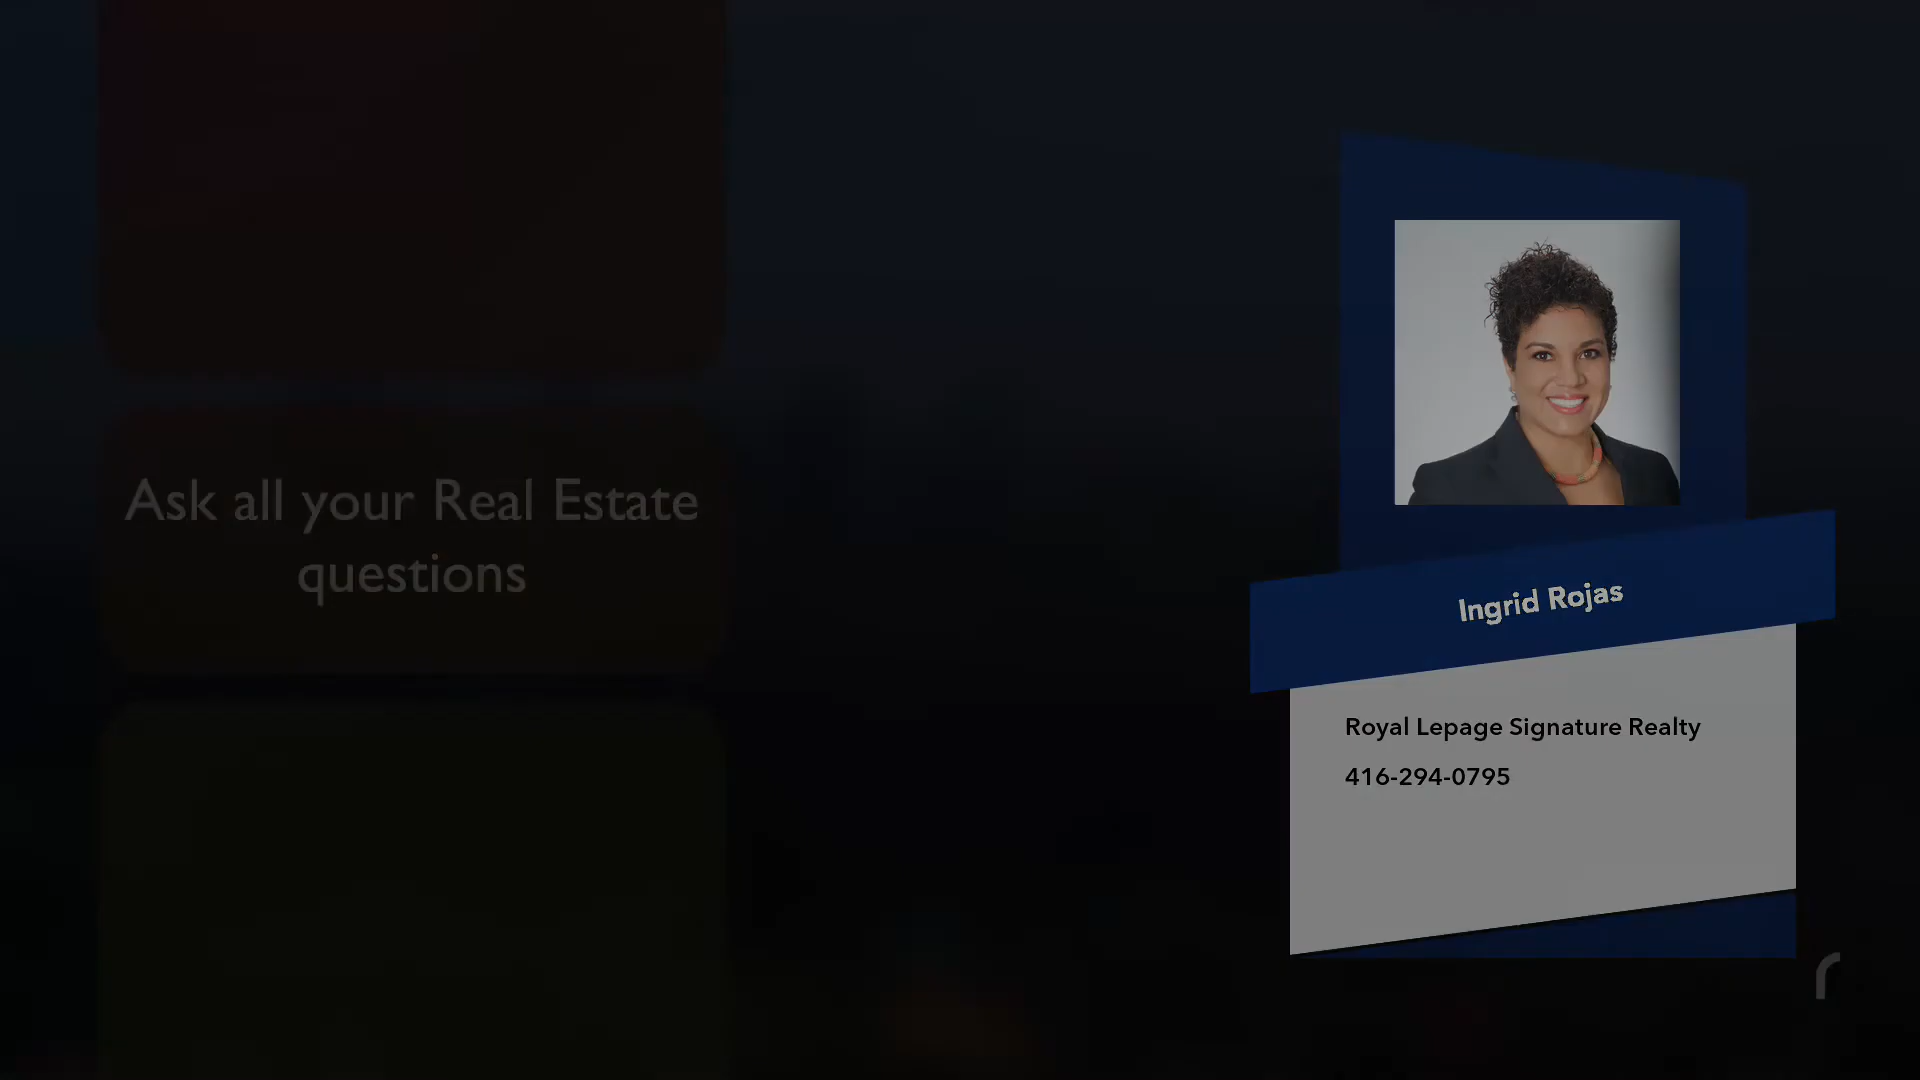 Ask all your Real Estate
questions
Ingrid Rojas
Royal Lepage Signature Realty
416-294-0795